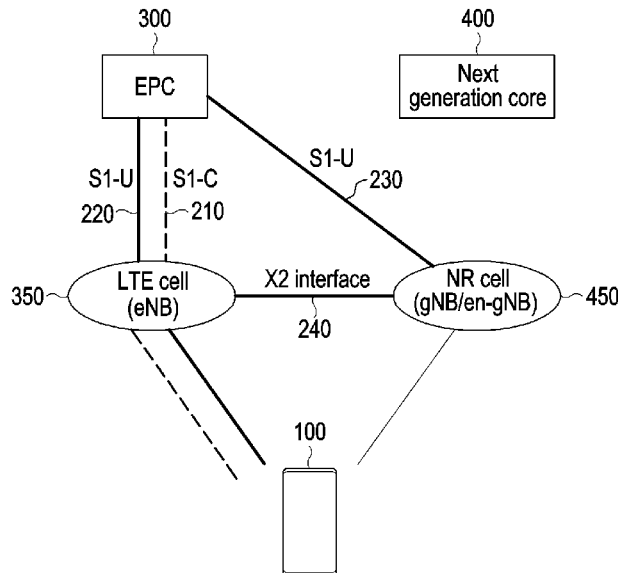 300
400
EPC
Next
generation core
S1-U
S1-C
S1-U
230
220
210
350
LTE cell
(eNB)
X2 interface
240
NR cell
(gNB/en-gNB)
450
100